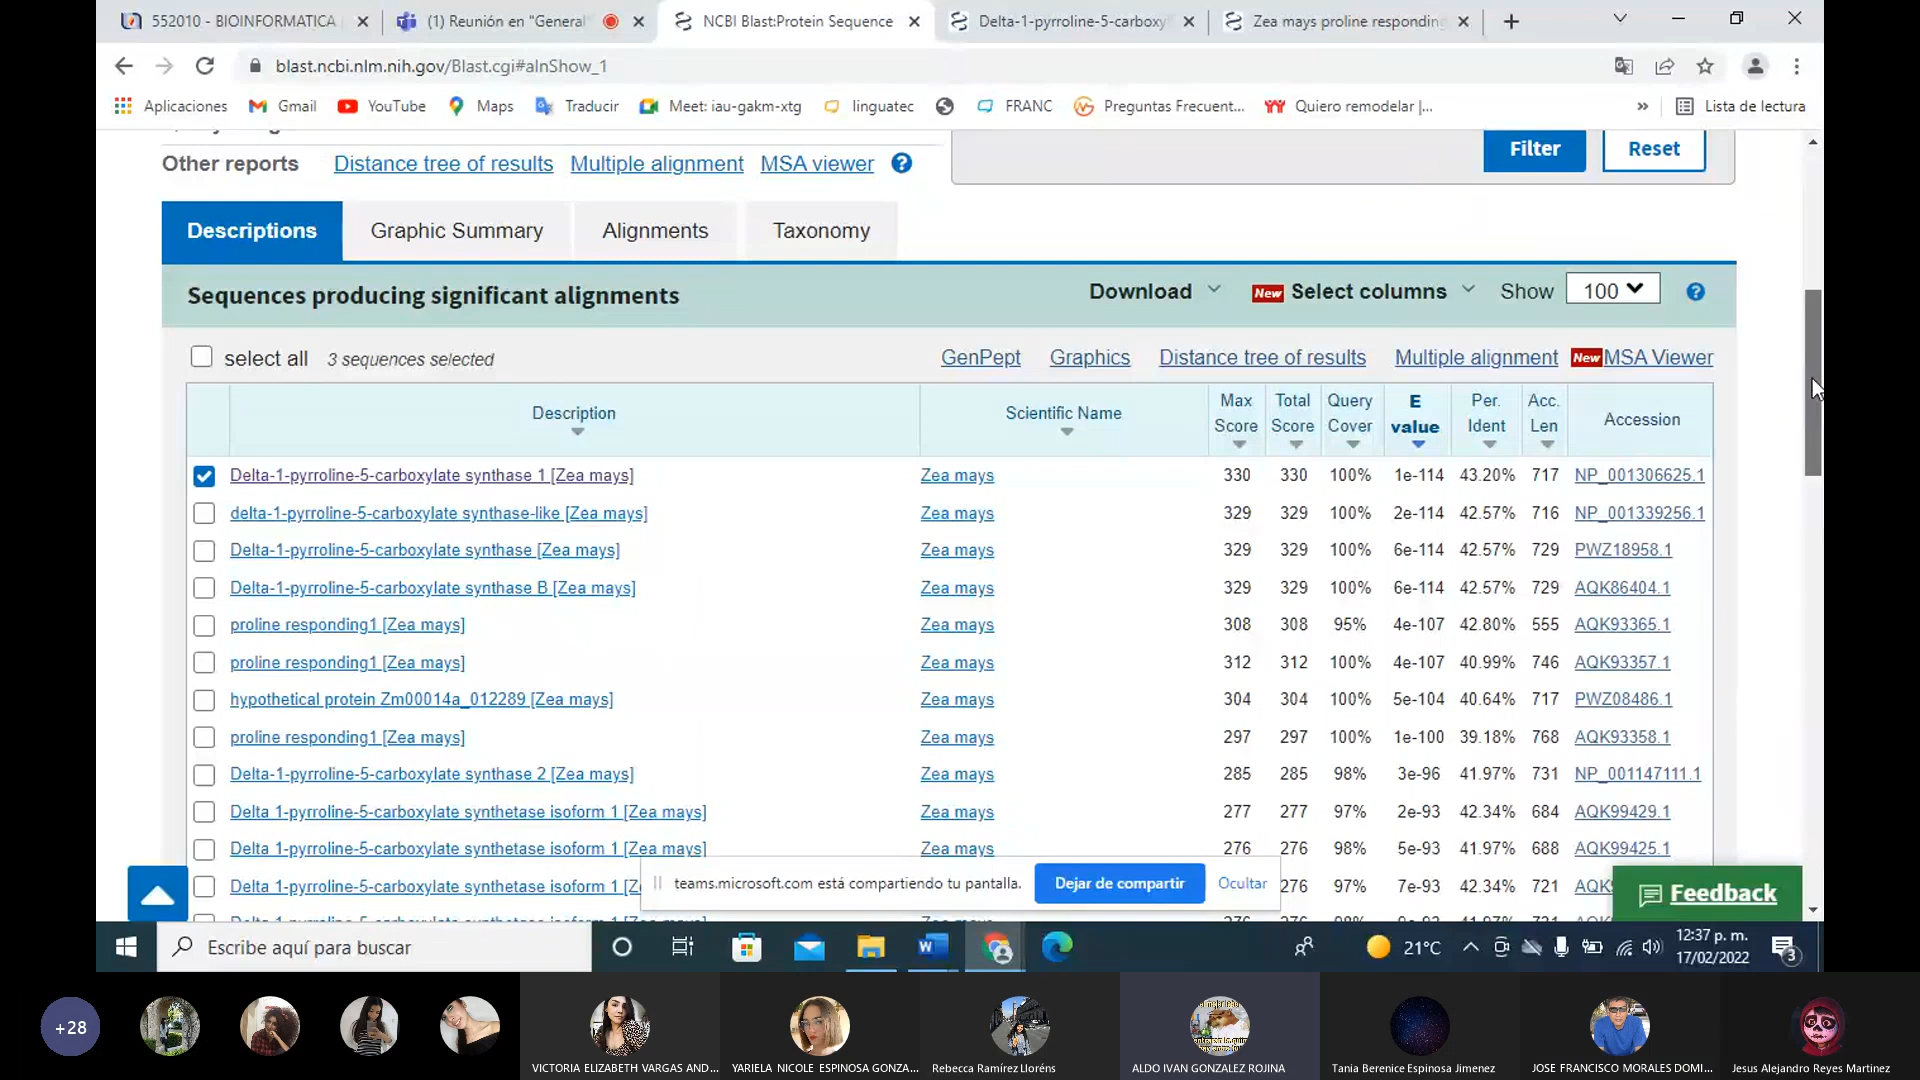 552010 - BIOINFORMATICA
(1) Reunión en "General"
NCBI Blast:Protein Sequence
Delta-1-pyrroline-5-carboxy
Zea mays proline responding
blast.ncbi.nlm.nih.gov/Blast.cgi#alnShow_1
Aplicaciones Gmail YouTube Maps Traducir Meet: iau-gakm-xtg linguatec FRANC Preguntas Frecuent... Quiero remodelar |,... » Lista de lectura
Filter Reset
Other reports Distance tree of results Multiple alignment MSA viewer ?
Descriptions Graphic Summary Alignments Taxonomy
Sequences producing significant alignments Download New Select columns Show 100 ?
select all 3 sequences selected GenPept Graphics Distance tree of results Multiple alignment New MSA Viewer
Description Scientific Name Max Score Total Score Query Cover E value Per. Ident Acc. Len Accession
Delta-1-pyrroline-5-carboxylate synthase 1 [Zea mays] Zea mays 330 330 100% 1e-114 43.20% 717 NP_001306625.1
delta-1-pyrroline-5-carboxylate synthase-like [Zea mays] Zea mays 329 329 100% 2e-114 42.57% 716 NP_001339256.1
Delta-1-pyrroline-5-carboxylate synthase [Zea mays] Zea mays 329 329 100% 6e-114 42.57% 729 PWZ18958.1
Delta-1-pyrroline-5-carboxylate synthase B [Zea mays] Zea mays 329 329 100% 6e-114 42.57% 729 AQK86404.1
proline responding1 [Zea mays] Zea mays 308 308 95% 4e-107 42.80% 555 AQK93365.1
proline responding1 [Zea mays] Zea mays 312 312 100% 4e-107 40.99% 746 AQK93357.1
hypothetical protein Zm00014a_012289 [Zea mays] Zea mays 304 304 100% 5e-104 40.64% 717 PWZ08486.1
proline responding1 [Zea mays] Zea mays 297 297 100% 1e-100 39.18% 768 AQK93358.1
Delta-1-pyrroline-5-carboxylate synthase 2 [Zea mays] Zea mays 285 285 98% 3e-96 41.97% 731 NP_001147111.1
Delta 1-pyrroline-5-carboxylate synthetase isoform 1 [Zea mays] Zea mays 277 277 97% 2e-93 42.34% 684 AQK99429.1
Delta 1-pyrroline-5-carboxylate synthetase isoform 1 [Zea mays] Zea mays 276 276 98% 5e-93 41.97% 688 AQK99425.1
Delta 1-pyrroline-5-carboxylate synthetase isoform 1 [Z 276 97% 7e-93 42.34% 721 AQK
teams.microsoft.com está compartiendo tu pantalla. Dejar de compartir Ocultar
Feedback
Escribe aquí para buscar 21°C 12:37 p. m.
17/02/2022 3
+28
VICTORIA ELIZABETH VARGAS AND... YARIELA NICOLE ESPINOSA GONZA... Rebecca Ramírez Lloréns ALDO IVAN GONZALEZ ROJINA Tania Berenice Espinosa Jimenez JOSE FRANCISCO MORALES DOMI... Jesus Alejandro Reyes Martinez